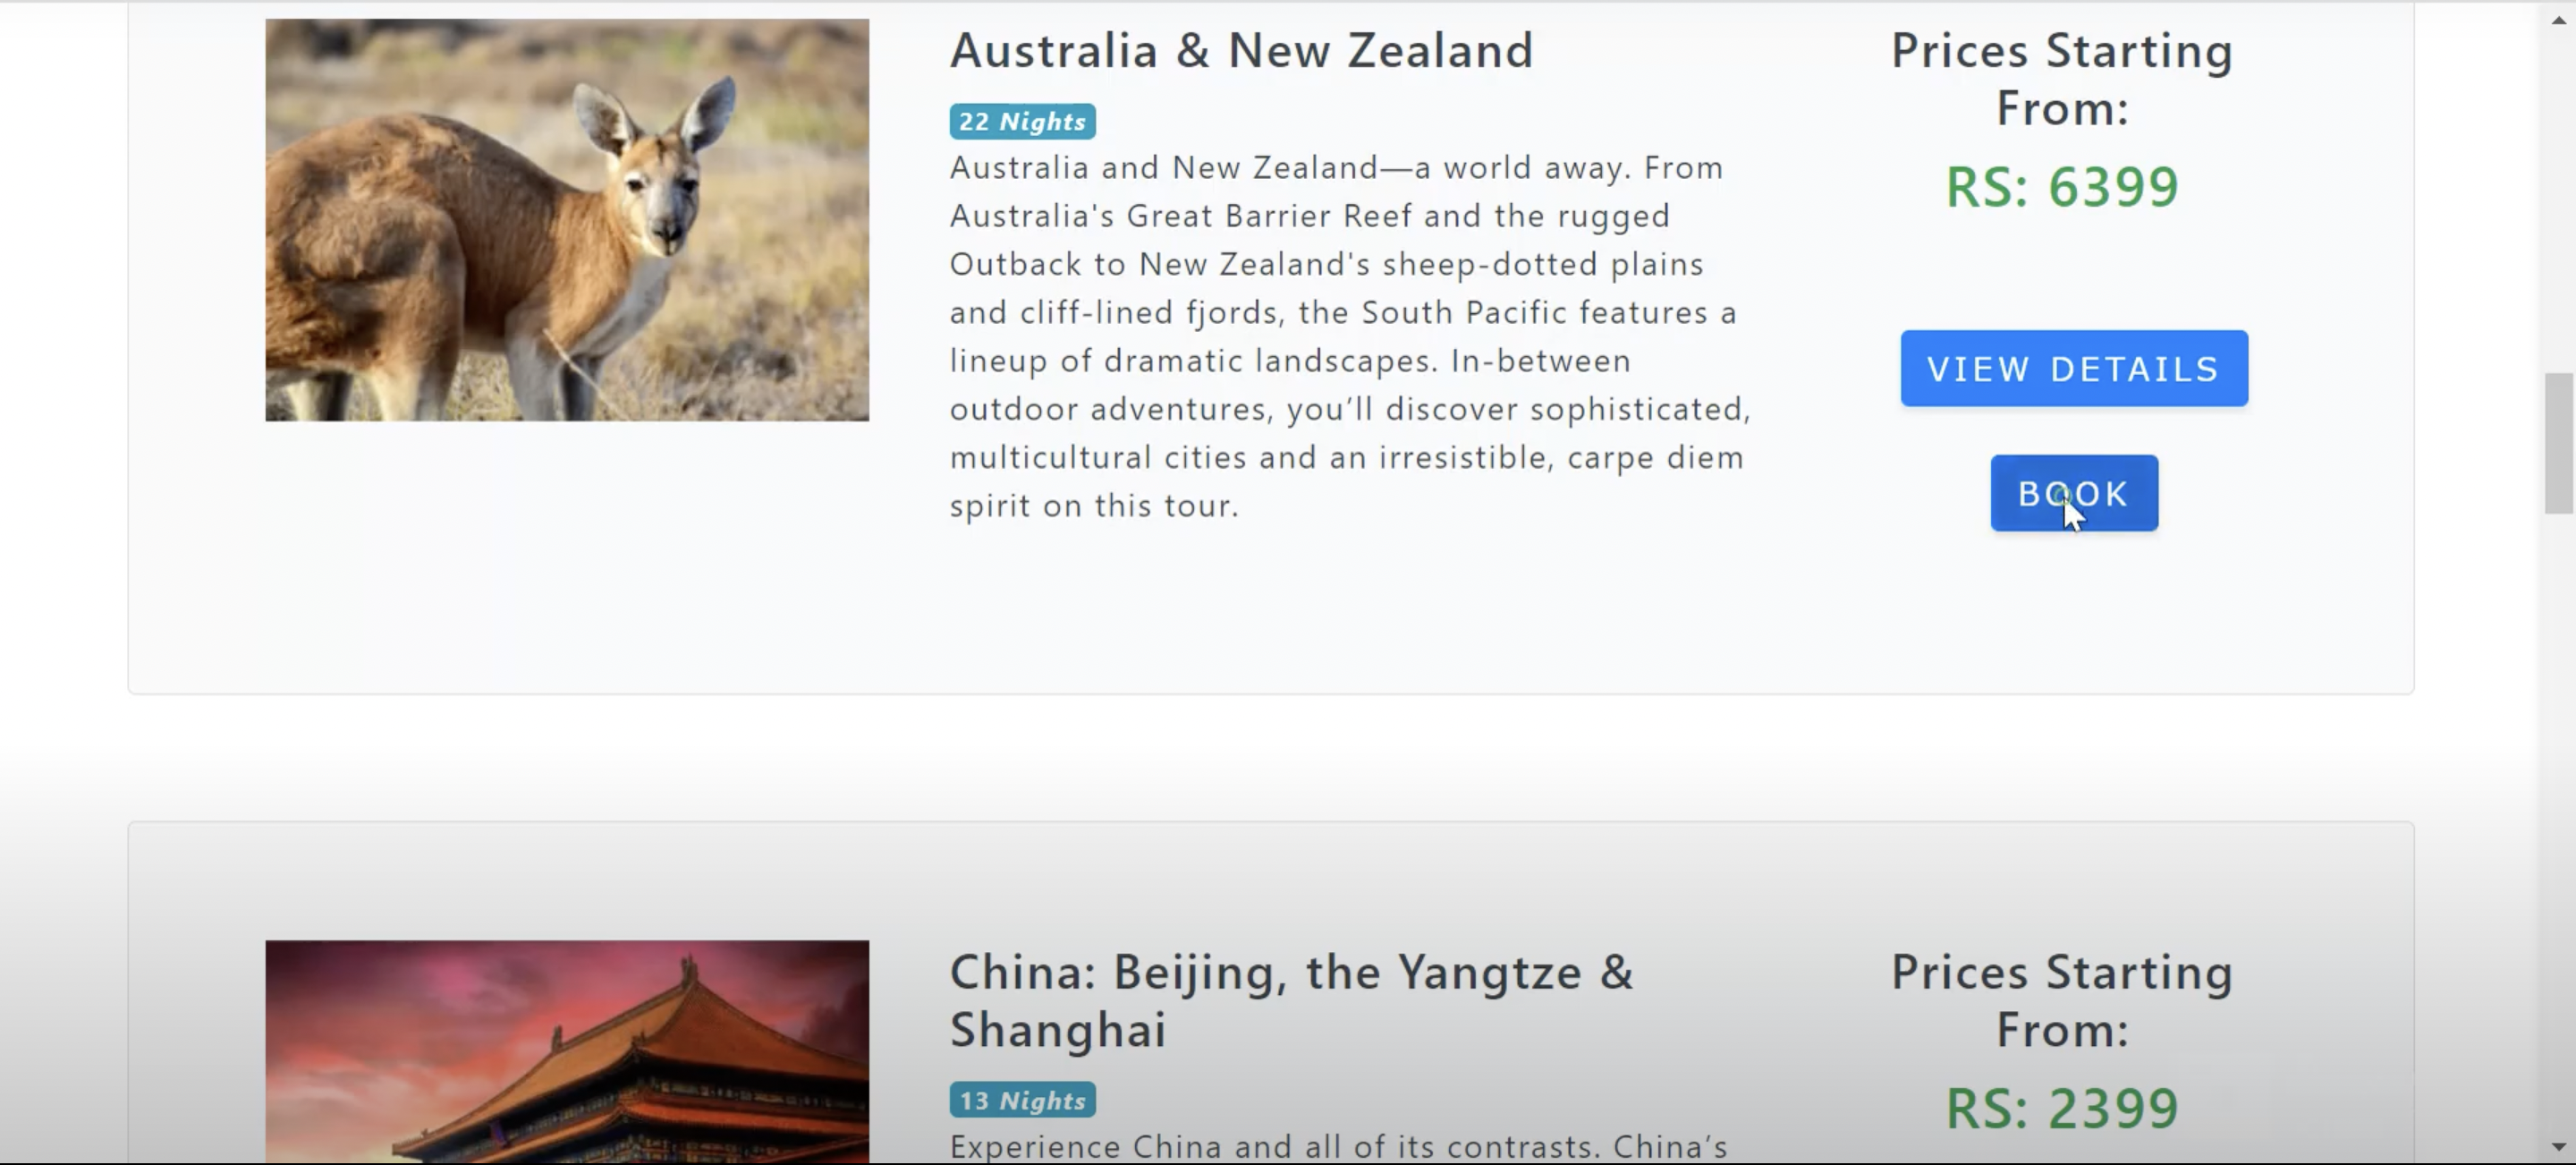 Australia & New Zealand
22 Nights
Australia and New Zealand—a world away. From
Australia's Great Barrier Reef and the rugged
Outback to New Zealand's sheep-dotted plains
and cliff-lined fjords, the South Pacific features a
lineup of dramatic landscapes. In-between
outdoor adventures, you’ll discover sophisticated,
multicultural cities and an irresistible, carpe diem
spirit on this tour.
Prices Starting
From:
RS: 6399
VIEW DETAILS
BOOK
China: Beijing, the Yangtze &
Shanghai
13 Nights
Experience China and all of its contrasts. China’s
Prices Starting
From:
RS: 2399